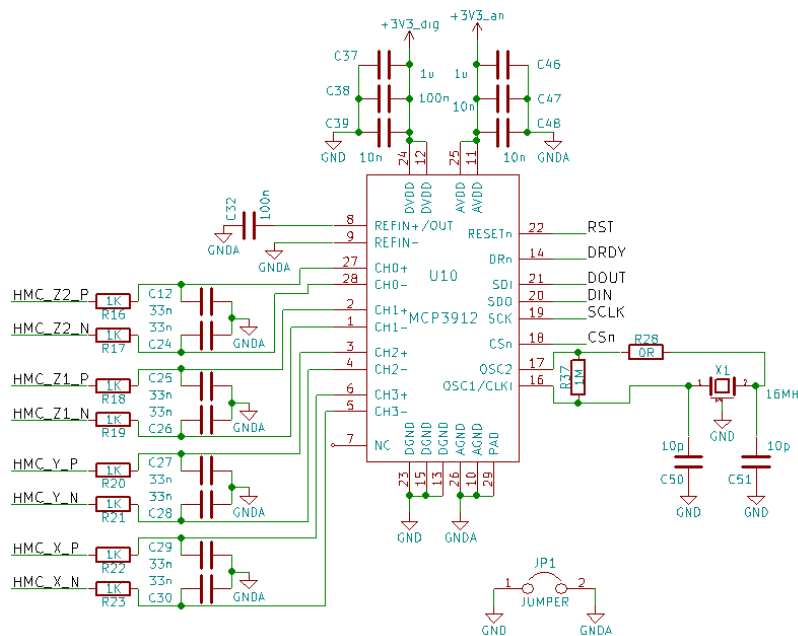 +3V3_dig
+3V3_an
C37
1u
1u
C46
C38
100n
10n
C47
C39
10n
10n
C48
GND
GNDA
24
12
25
11
DVDD
DVDD
AVDD
AVDD
C32
100n
GNDA
8
REFIN+/OUT
9
REFIN-
GNDA
RESETn
22
RST
27
CH0+
28
CH0-
U10
DRn
14
DRDY
HMC_Z2_P
1K
R16
C12
33n
SDI
21
DOUT
SDO
20
DIN
HMC_Z2_N
1K
R17
33n
C24
GNDA
2
CH1+
1
CH1-
MCP3912
SCK
19
SCLK
CSn
18
CSn
3
CH2+
4
CH2-
OSC2
17
R28
0R
HMC_Z1_P
1K
R18
C25
33n
OSC1/CLKI
16
R37
1M
X1
1
2
16MH
HMC_Z1_N
1K
R19
33n
C26
GNDA
6
CH3+
5
CH3-
GND
7
NC
DGND
DGND
DGND
AGND
AGND
PAD
23
15
13
26
10
29
HMC_Y_P
1K
R20
C27
33n
10p
C50
10p
C51
HMC_Y_N
1K
R21
33n
C28
GNDA
GND
GNDA
GND
GND
HMC_X_P
1K
R22
C29
33n
HMC_X_N
1K
R23
33n
C30
GNDA
JP1
1
2
JUMPER
GND
GNDA